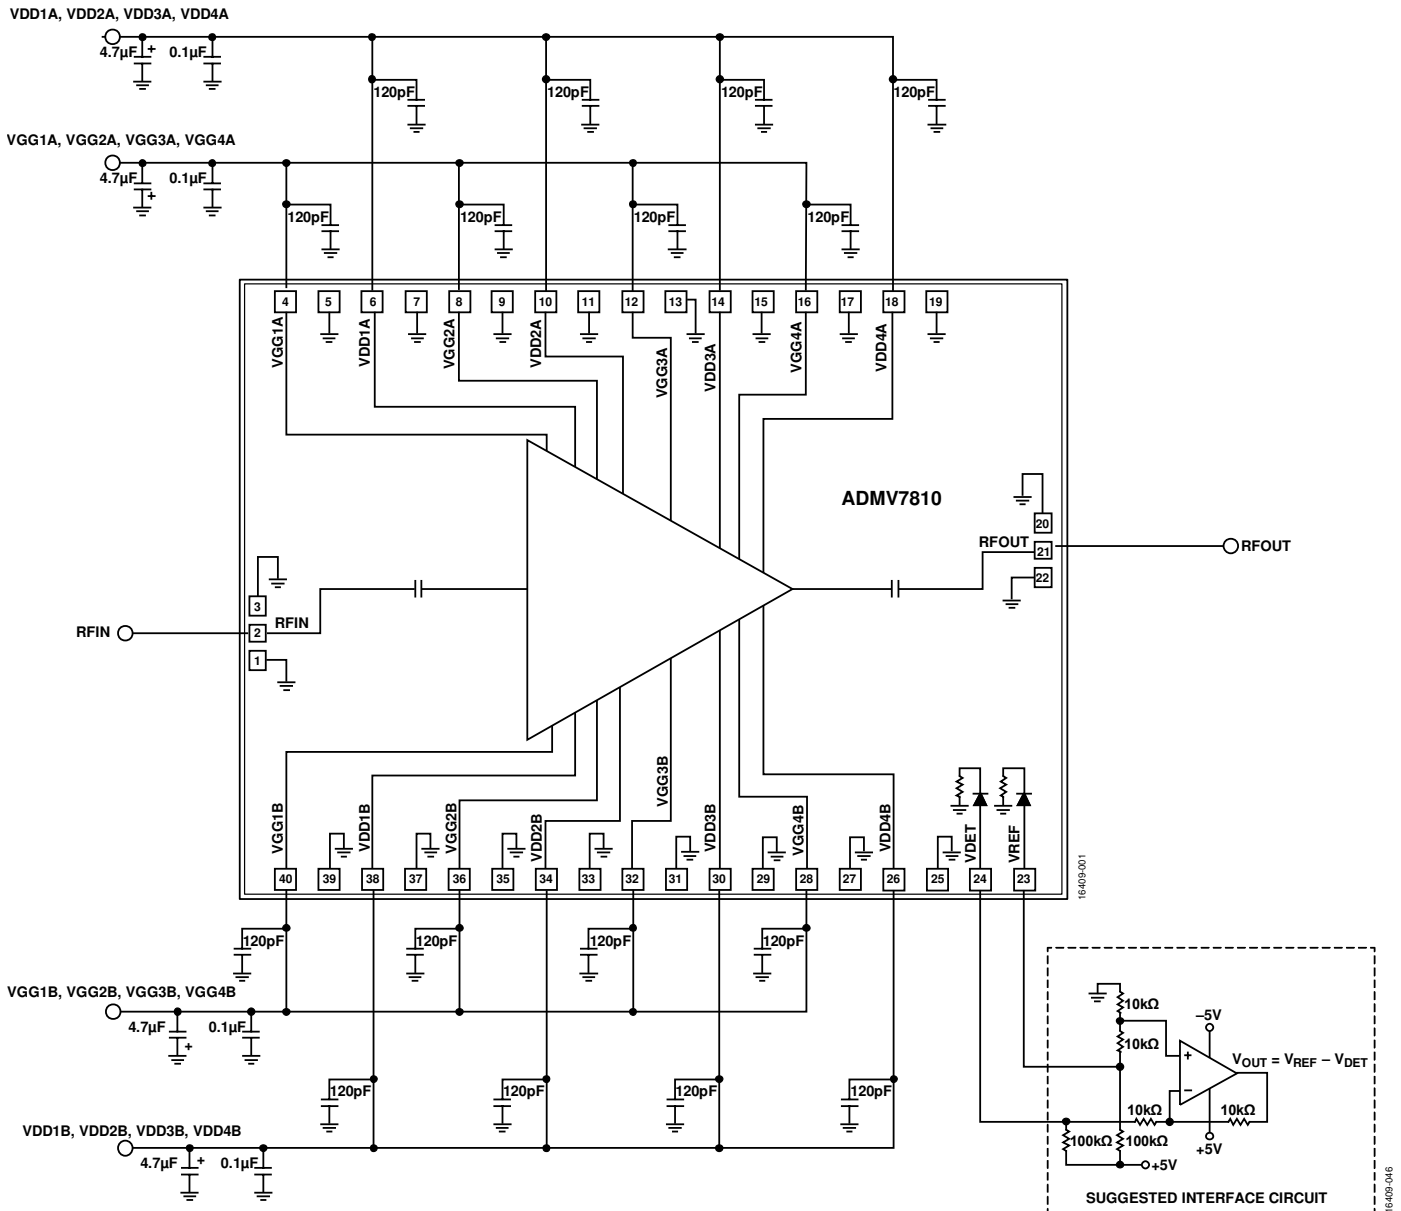 VDD1A, VDD2A, VDD3A, VDD4A
4.7µF + 0.1µF
120pF 120pF 120pF 120pF
VGG1A, VGG2A, VGG3A, VGG4A
4.7µF + 0.1µF
120pF 120pF 120pF 120pF
4 5 6 7 8 9 10 11 12 13 14 15 16 17 18 19
VGG1A VDD1A VGG2A VDD2A VGG3A VDD3A VGG4A VDD4A
ADMV7810
20
RFOUT 21 RFOUT
22
3
RFIN 2 RFIN
1
VGG1B VDD1B VGG2B VDD2B VGG3B VDD3B VGG4B VDD4B VDET VREF
40 39 38 37 36 35 34 33 32 31 30 29 28 27 26 25 24 23
16409-001
120pF 120pF 120pF 120pF
VGG1B, VGG2B, VGG3B, VGG4B
4.7µF + 0.1µF
120pF 120pF 120pF 120pF
VDD1B, VDD2B, VDD3B, VDD4B
4.7µF + 0.1µF
10kΩ
–5V
10kΩ
+
VOUT = VREF – VDET
–
10kΩ 10kΩ
100kΩ 100kΩ
+5V
+5V
SUGGESTED INTERFACE CIRCUIT
16409-046